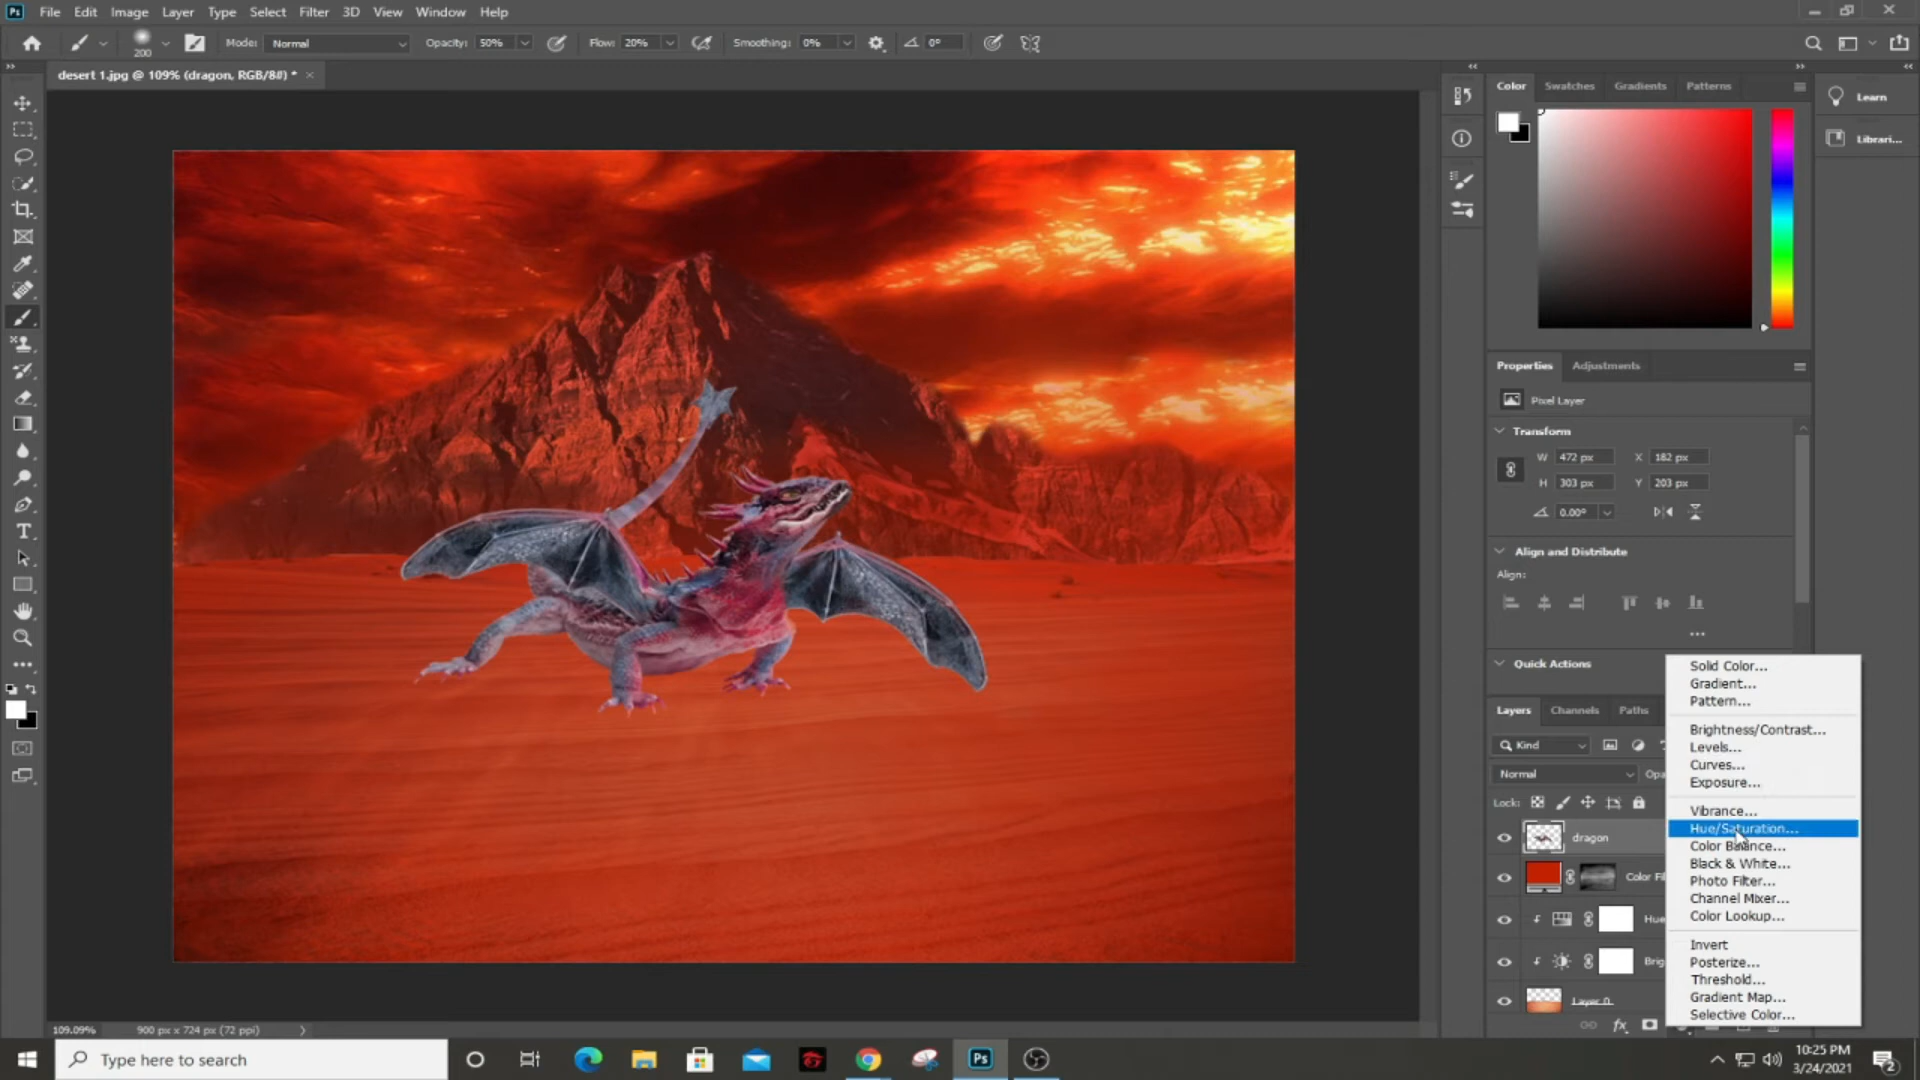 Ps File Edit Image Layer Type Select Filter 3D View Window Help
200 Mode: Normal Opacity: 50% Flow: 20% Smoothing: 0% 0°
desert 1.jpg @ 109% (dragon, RGB/8#) * ×
Color Swatches Gradients Patterns
Learn
Librari...
Properties Adjustments
Pixel Layer
Transform
W 472 px X 182 px
H 303 px Y 203 px
0.00°
Align and Distribute
Align:
Quick Actions
Layers Channels Paths
Kind
Normal Opa
Lock:
dragon
Color Fi
Hue
Brig
Layer 0
fx
Solid Color...
Gradient...
Pattern...
Brightness/Contrast...
Levels...
Curves...
Exposure...
Vibrance...
Hue/Saturation...
Color Balance...
Black & White...
Photo Filter...
Channel Mixer...
Color Lookup...
Invert
Posterize...
Threshold...
Gradient Map...
Selective Color...
109.09% 900 px x 724 px (72 ppi)
Type here to search
Ps
10:25 PM
3/24/2021
2